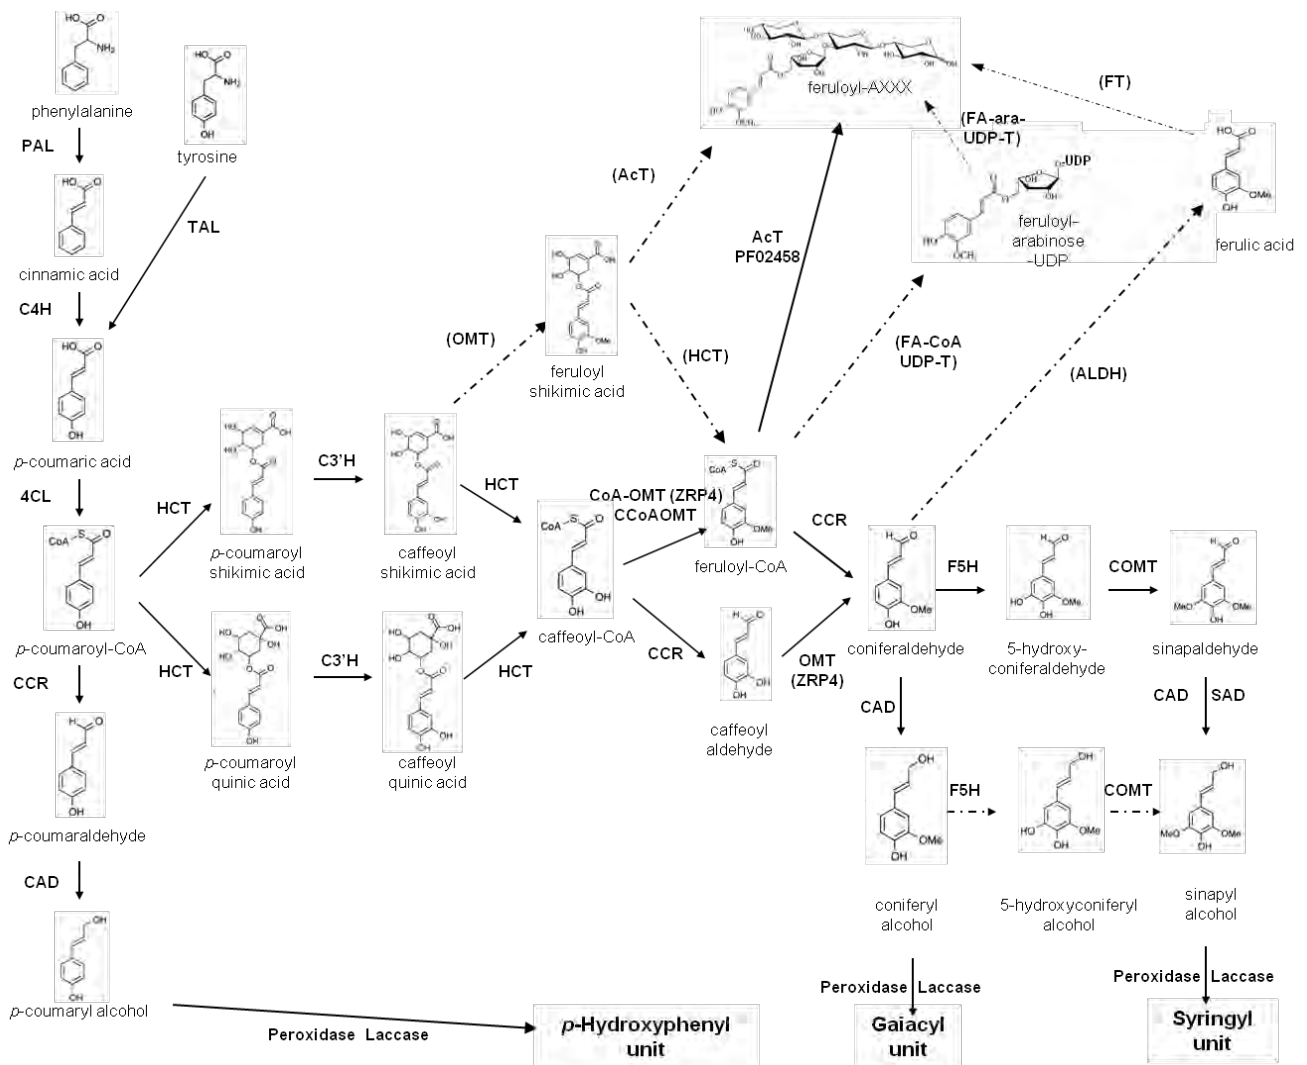 phenylalanine
PAL
tyrosine
TAL
cinnamic acid
C4H
p-coumaric acid
4CL
p-coumaroyl-CoA
CCR
p-coumaraldehyde
CAD
p-coumaryl alcohol
Peroxidase Laccase
p-Hydroxyphenyl
unit
HCT
p-coumaroyl
shikimic acid
C3'H
caffeoyl
shikimic acid
HCT
HCT
p-coumaroyl
quinic acid
C3'H
caffeoyl
quinic acid
HCT
(OMT)
feruloyl
shikimic acid
(AcT)
(HCT)
caffeoyl-CoA
CoA-OMT (ZRP4)
CCoAOMT
feruloyl-CoA
CCR
caffeoyl
aldehyde
OMT
(ZRP4)
CCR
AcT
PF02458
feruloyl-AXXX
(FA-ara-
UDP-T)
(FT)
UDP
feruloyl-
arabinose
-UDP
ferulic acid
(FA-CoA
UDP-T)
(ALDH)
coniferaldehyde
F5H
5-hydroxy-
coniferaldehyde
COMT
sinapaldehyde
CAD
CAD SAD
coniferyl
alcohol
F5H
5-hydroxyconiferyl
alcohol
COMT
sinapyl
alcohol
Peroxidase Laccase
Gaiacyl
unit
Peroxidase Laccase
Syringyl
unit